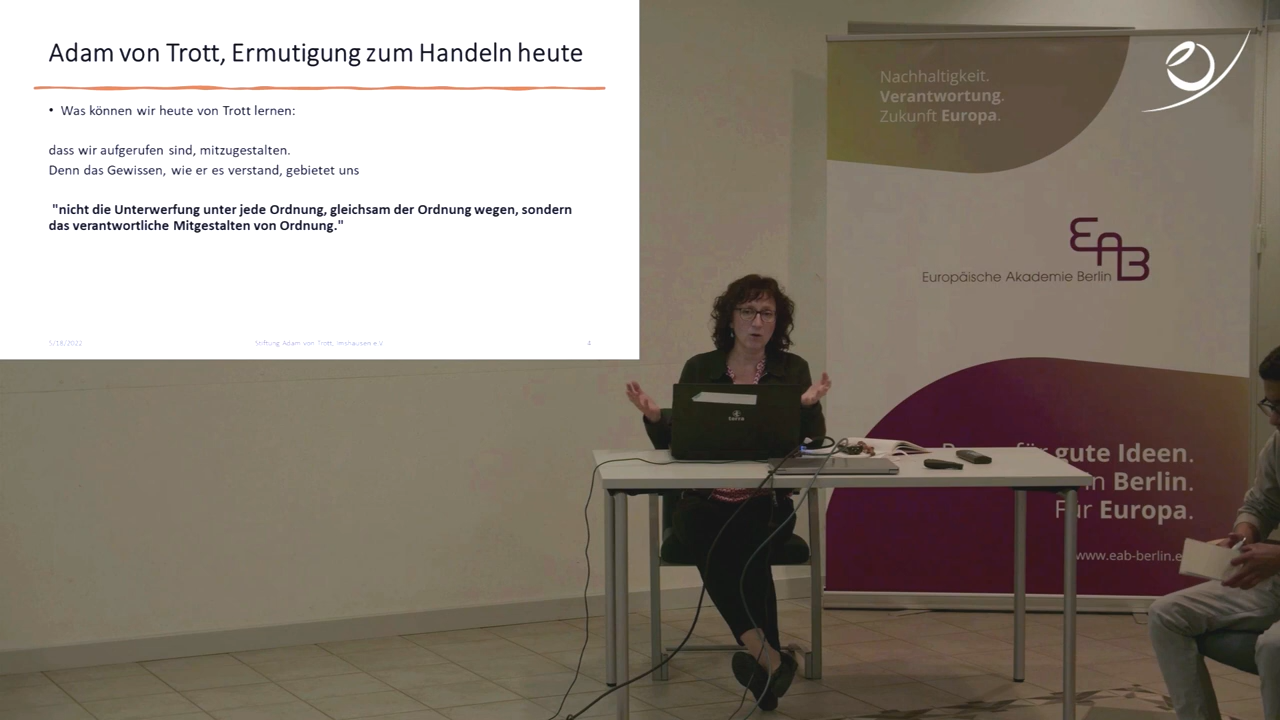 Adam von Trott, Ermutigung zum Handeln heute
• Was können wir heute von Trott lernen:
dass wir aufgerufen sind, mitzugestalten.
Denn das Gewissen, wie er es verstand, gebietet uns
"nicht die Unterwerfung unter jede Ordnung, gleichsam der Ordnung wegen, sondern
das verantwortliche Mitgestalten von Ordnung."
5/18/2022
Stiftung Adam von Trott, Imshausen e.V.
4
Nachhaltigkeit.
Verantwortung.
Zukunft Europa.
EAB
Europäische Akademie Berlin
für gute Ideen.
in Berlin.
Für Europa.
www.eab-berlin.e
terra